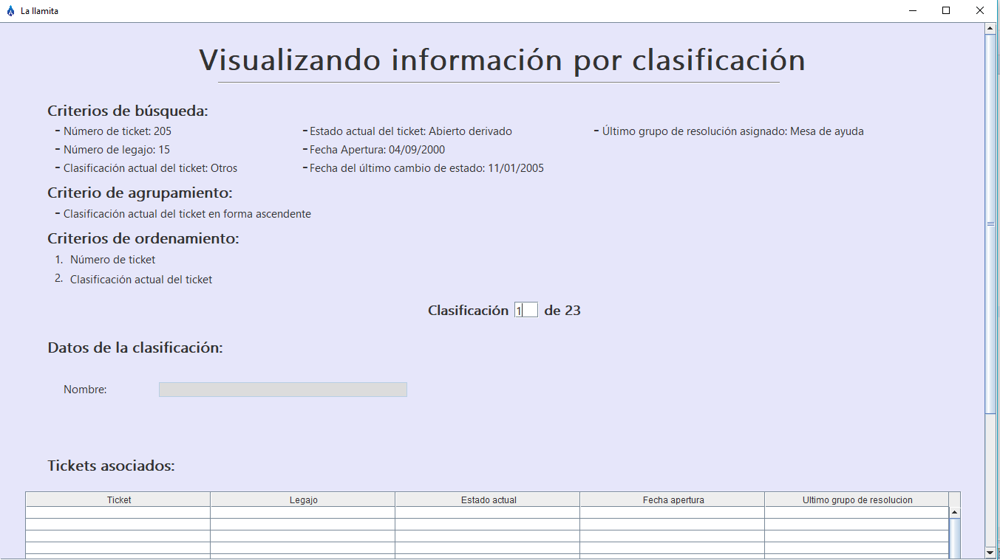 La llamita
Visualizando información por clasificación
Criterios de búsqueda:
- Número de ticket: 205
- Estado actual del ticket: Abierto derivado
- Último grupo de resolución asignado: Mesa de ayuda
- Número de legajo: 15
- Fecha Apertura: 04/09/2000
- Clasificación actual del ticket: Otros
- Fecha del último cambio de estado: 11/01/2005
Criterio de agrupamiento:
- Clasificación actual del ticket en forma ascendente
Criterios de ordenamiento:
1. Número de ticket
2. Clasificación actual del ticket
Clasificación 1 de 23
Datos de la clasificación:
Nombre:
Tickets asociados:
Ticket Legajo Estado actual Fecha apertura Ultimo grupo de resolucion